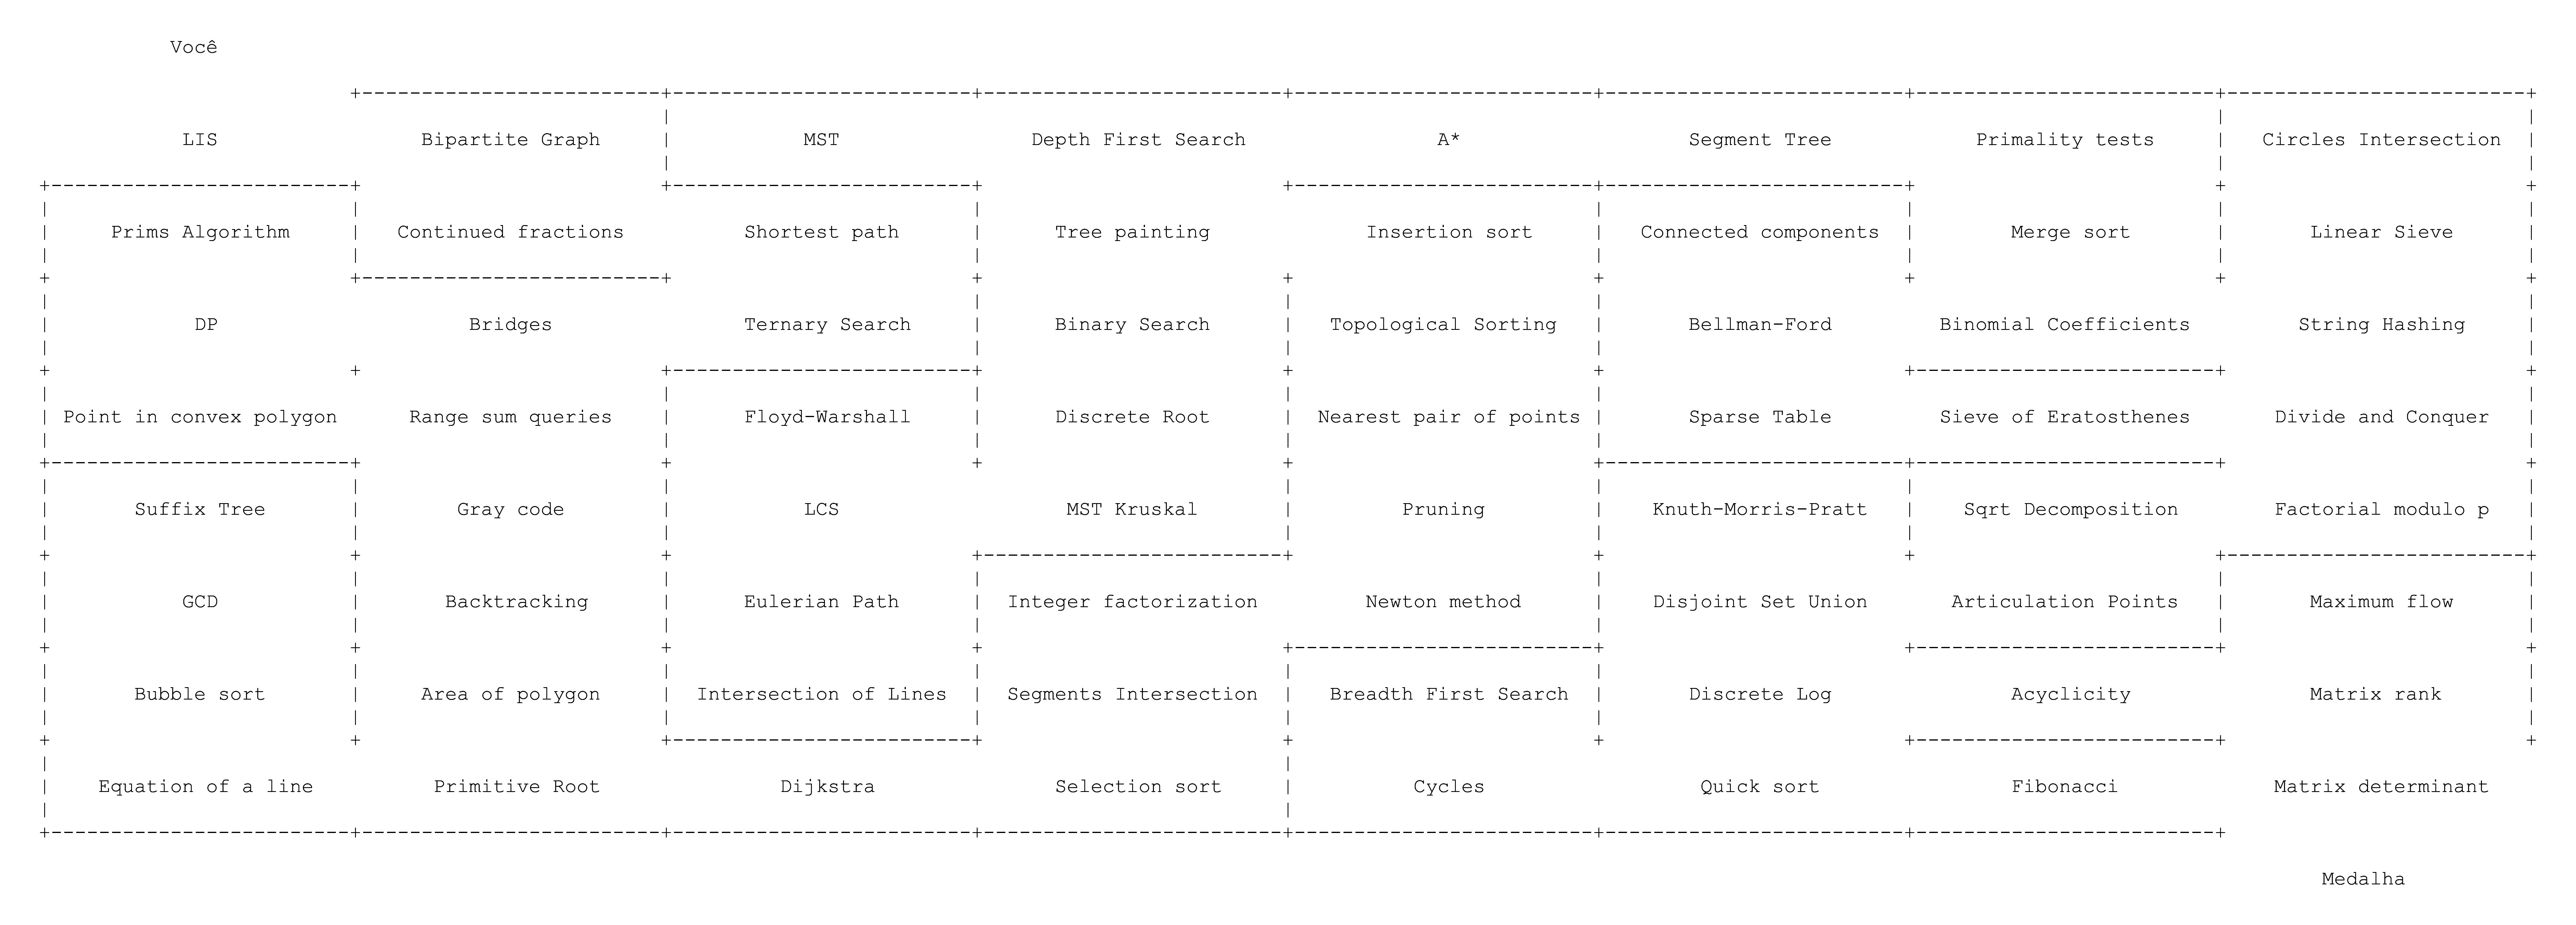 Você
LIS Bipartite Graph MST Depth First Search A* Segment Tree Primality tests Circles Intersection
Prims Algorithm Continued fractions Shortest path Tree painting Insertion sort Connected components Merge sort Linear Sieve
DP Bridges Ternary Search Binary Search Topological Sorting Bellman-Ford Binomial Coefficients String Hashing
Point in convex polygon Range sum queries Floyd-Warshall Discrete Root Nearest pair of points Sparse Table Sieve of Eratosthenes Divide and Conquer
Suffix Tree Gray code LCS MST Kruskal Pruning Knuth-Morris-Pratt Sqrt Decomposition Factorial modulo p
GCD Backtracking Eulerian Path Integer factorization Newton method Disjoint Set Union Articulation Points Maximum flow
Bubble sort Area of polygon Intersection of Lines Segments Intersection Breadth First Search Discrete Log Acyclicity Matrix rank
Equation of a line Primitive Root Dijkstra Selection sort Cycles Quick sort Fibonacci Matrix determinant
Medalha